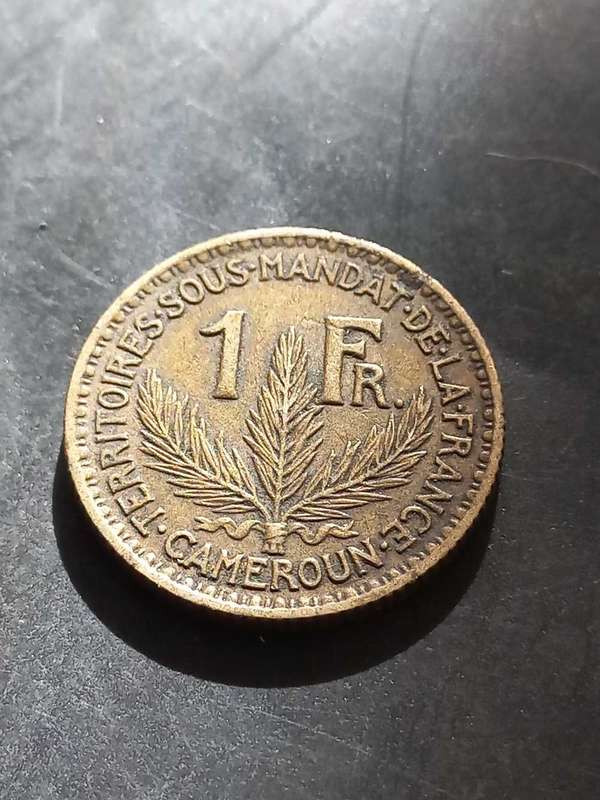 TERRITOIRES·SOUS·MANDAT·DE·LA·FRANCE·
1 FR.
CAMEROUN